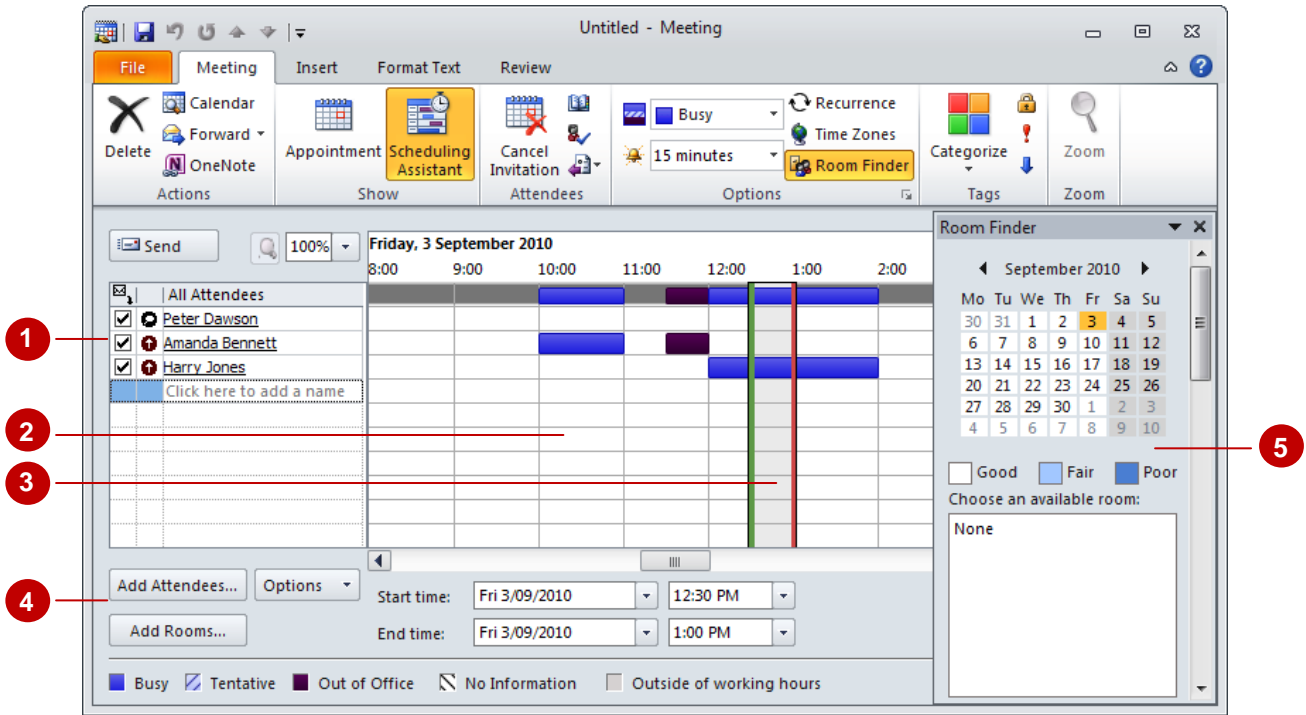 Untitled - Meeting
File Meeting Insert Format Text Review
Delete
Calendar
Forward
OneNote
Actions
Appointment
Scheduling
Assistant
Show
Cancel
Invitation
Attendees
Busy
15 minutes
Recurrence
Time Zones
Room Finder
Options
Categorize
Tags
Zoom
Zoom
Send
100%
Friday, 3 September 2010
8:00 9:00 10:00 11:00 12:00 1:00 2:00
All Attendees
1
Peter Dawson
Amanda Bennett
Harry Jones
Click here to add a name
2
3
4
Add Attendees... Options
Add Rooms...
Start time: Fri 3/09/2010 12:30 PM
End time: Fri 3/09/2010 1:00 PM
Busy Tentative Out of Office No Information Outside of working hours
Room Finder
September 2010
Mo Tu We Th Fr Sa Su
30 31 1 2 3 4 5
6 7 8 9 10 11 12
13 14 15 16 17 18 19
20 21 22 23 24 25 26
27 28 29 30 1 2 3
4 5 6 7 8 9 10
5
Good Fair Poor
Choose an available room:
None